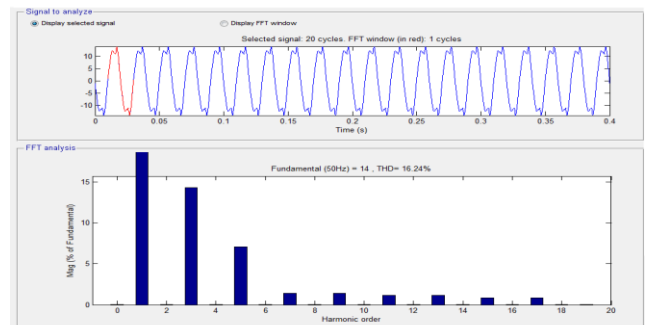 Signal to analyze
Display selected signal Display FFT window
Selected signal: 20 cycles. FFT window (in red): 1 cycles
10
5
0
-5
-10
0 0.05 0.1 0.15 0.2 0.25 0.3 0.35 0.4
Time (s)
FFT analysis
Fundamental (50Hz) = 14 , THD= 16.24%
15
10
5
0
Mag (% of Fundamental)
0 2 4 6 8 10 12 14 16 18 20
Harmonic order